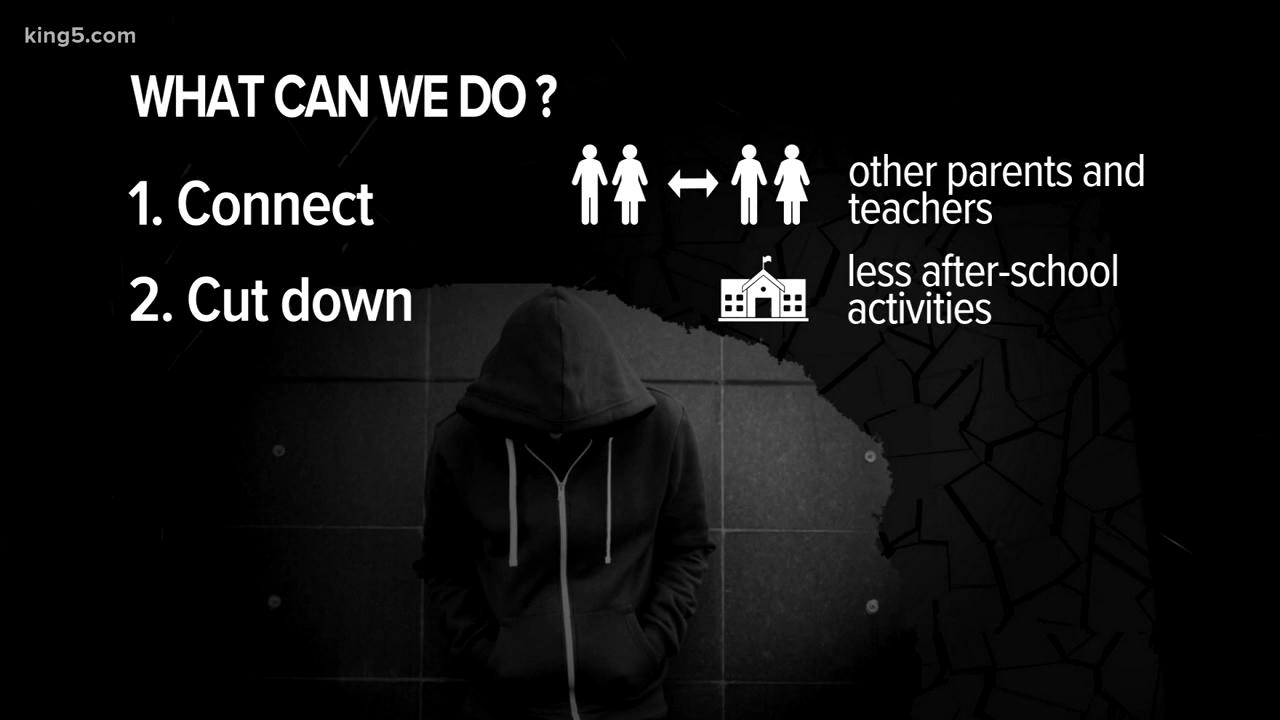 king5.com
WHAT CAN WE DO ?
1. Connect
other parents and
teachers
2. Cut down
less after-school
activities